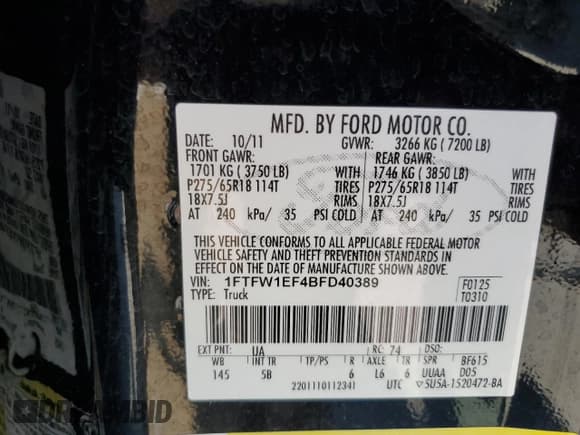 MFD. BY FORD MOTOR CO.
DATE: 10/11 GVWR: 3266 KG ( 7200 LB)
FRONT GAWR: REAR GAWR:
1701 KG ( 3750 LB) WITH 1746 KG ( 3850 LB) WITH
P275/65R18 114T TIRES P275/65R18 114T TIRES
18X7.5J RIMS 18X7.5J RIMS
AT 240 kPa/ 35 PSI COLD AT 240 kPa/ 35 PSI COLD
THIS VEHICLE CONFORMS TO ALL APPLICABLE FEDERAL MOTOR
VEHICLE SAFETY AND THEFT PREVENTION STANDARDS IN EFFECT
ON THE DATE OF MANUFACTURE SHOWN ABOVE.
VIN: 1FTFW1EF4BFD40389 F0125
TYPE: Truck T0310
EXT PNT: UA RC: 74 DSO:
WB TP/PS R AXLE TR SPR BF615
145 5B 6 L6 6 UUAA D05
220111011234I UTC 5U5A-1520472-BA